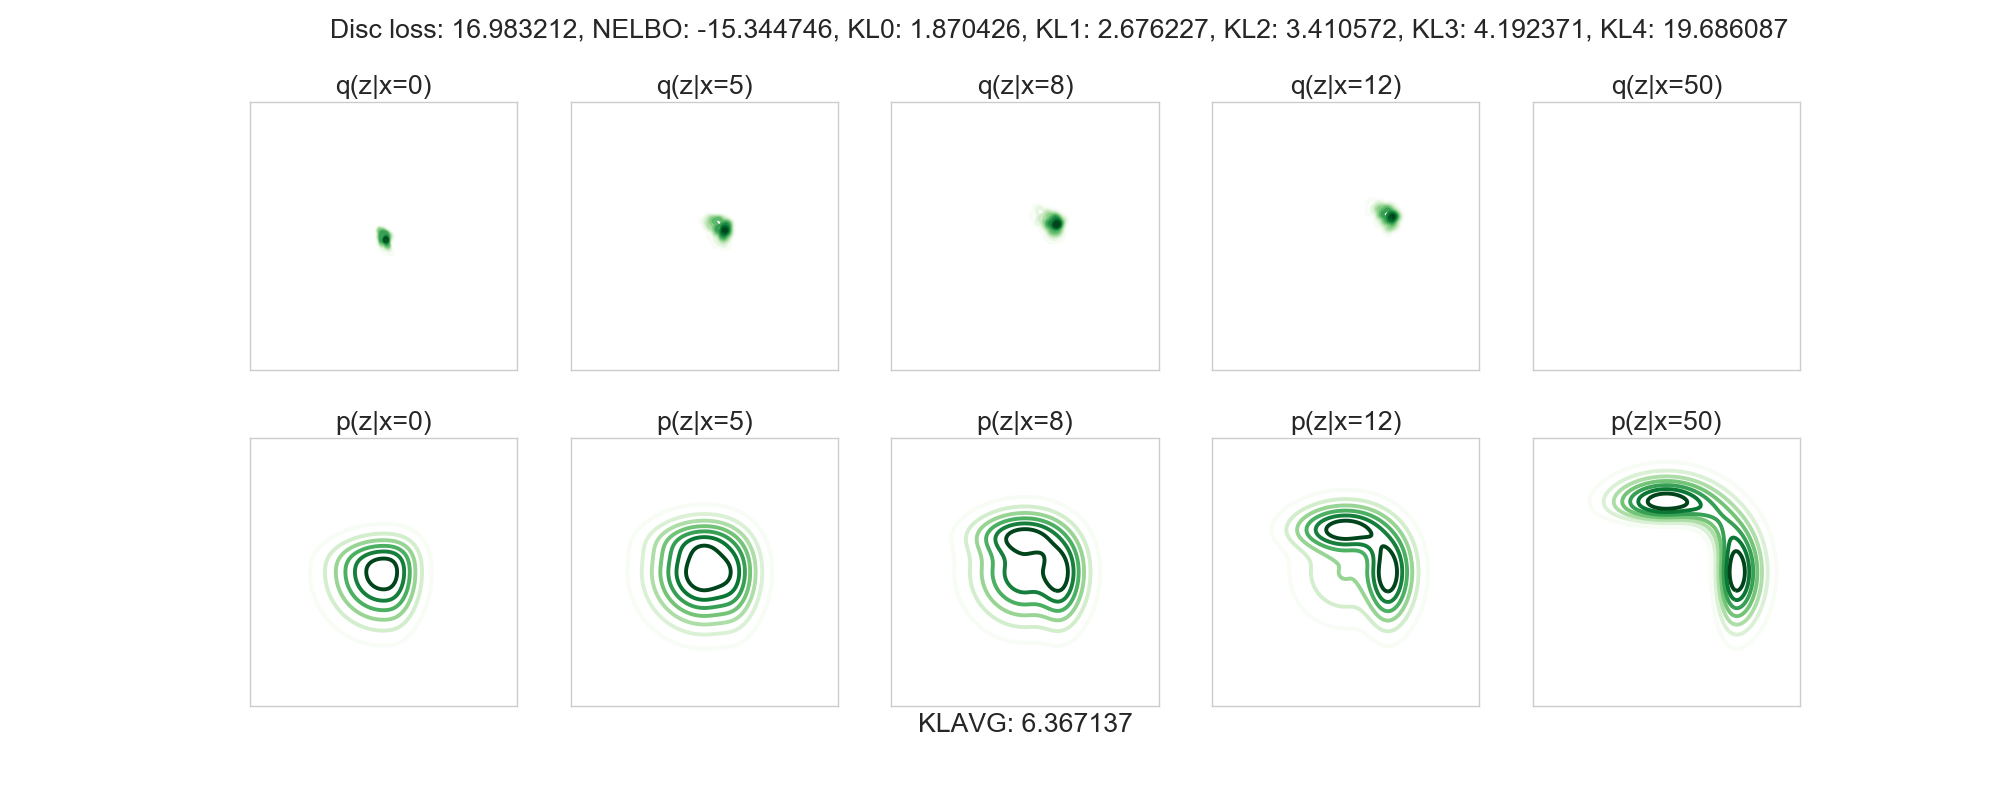 Disc loss: 16.983212, NELBO: -15.344746, KL0: 1.870426, KL1: 2.676227, KL2: 3.410572, KL3: 4.192371, KL4: 19.686087
q(z|x=0) q(z|x=5) q(z|x=8) q(z|x=12) q(z|x=50)
p(z|x=0) p(z|x=5) p(z|x=8) p(z|x=12) p(z|x=50)
KLAVG: 6.367137